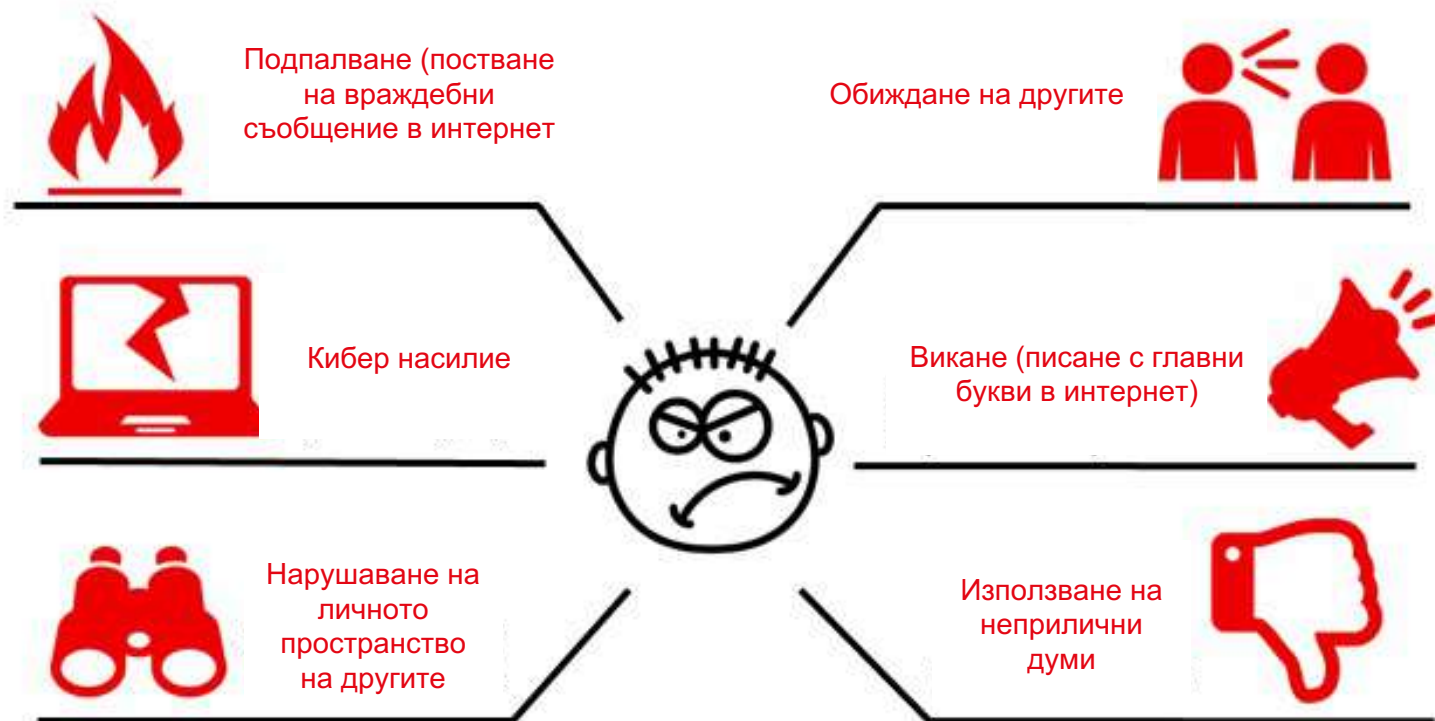 Подпалване (постване
на враждебни
съобщение в интернет
Обиждане на другите
Кибер насилие
Викане (писане с главни
букви в интернет)
Нарушаване на
личното
пространство
на другите
Използване на
неприлични
думи